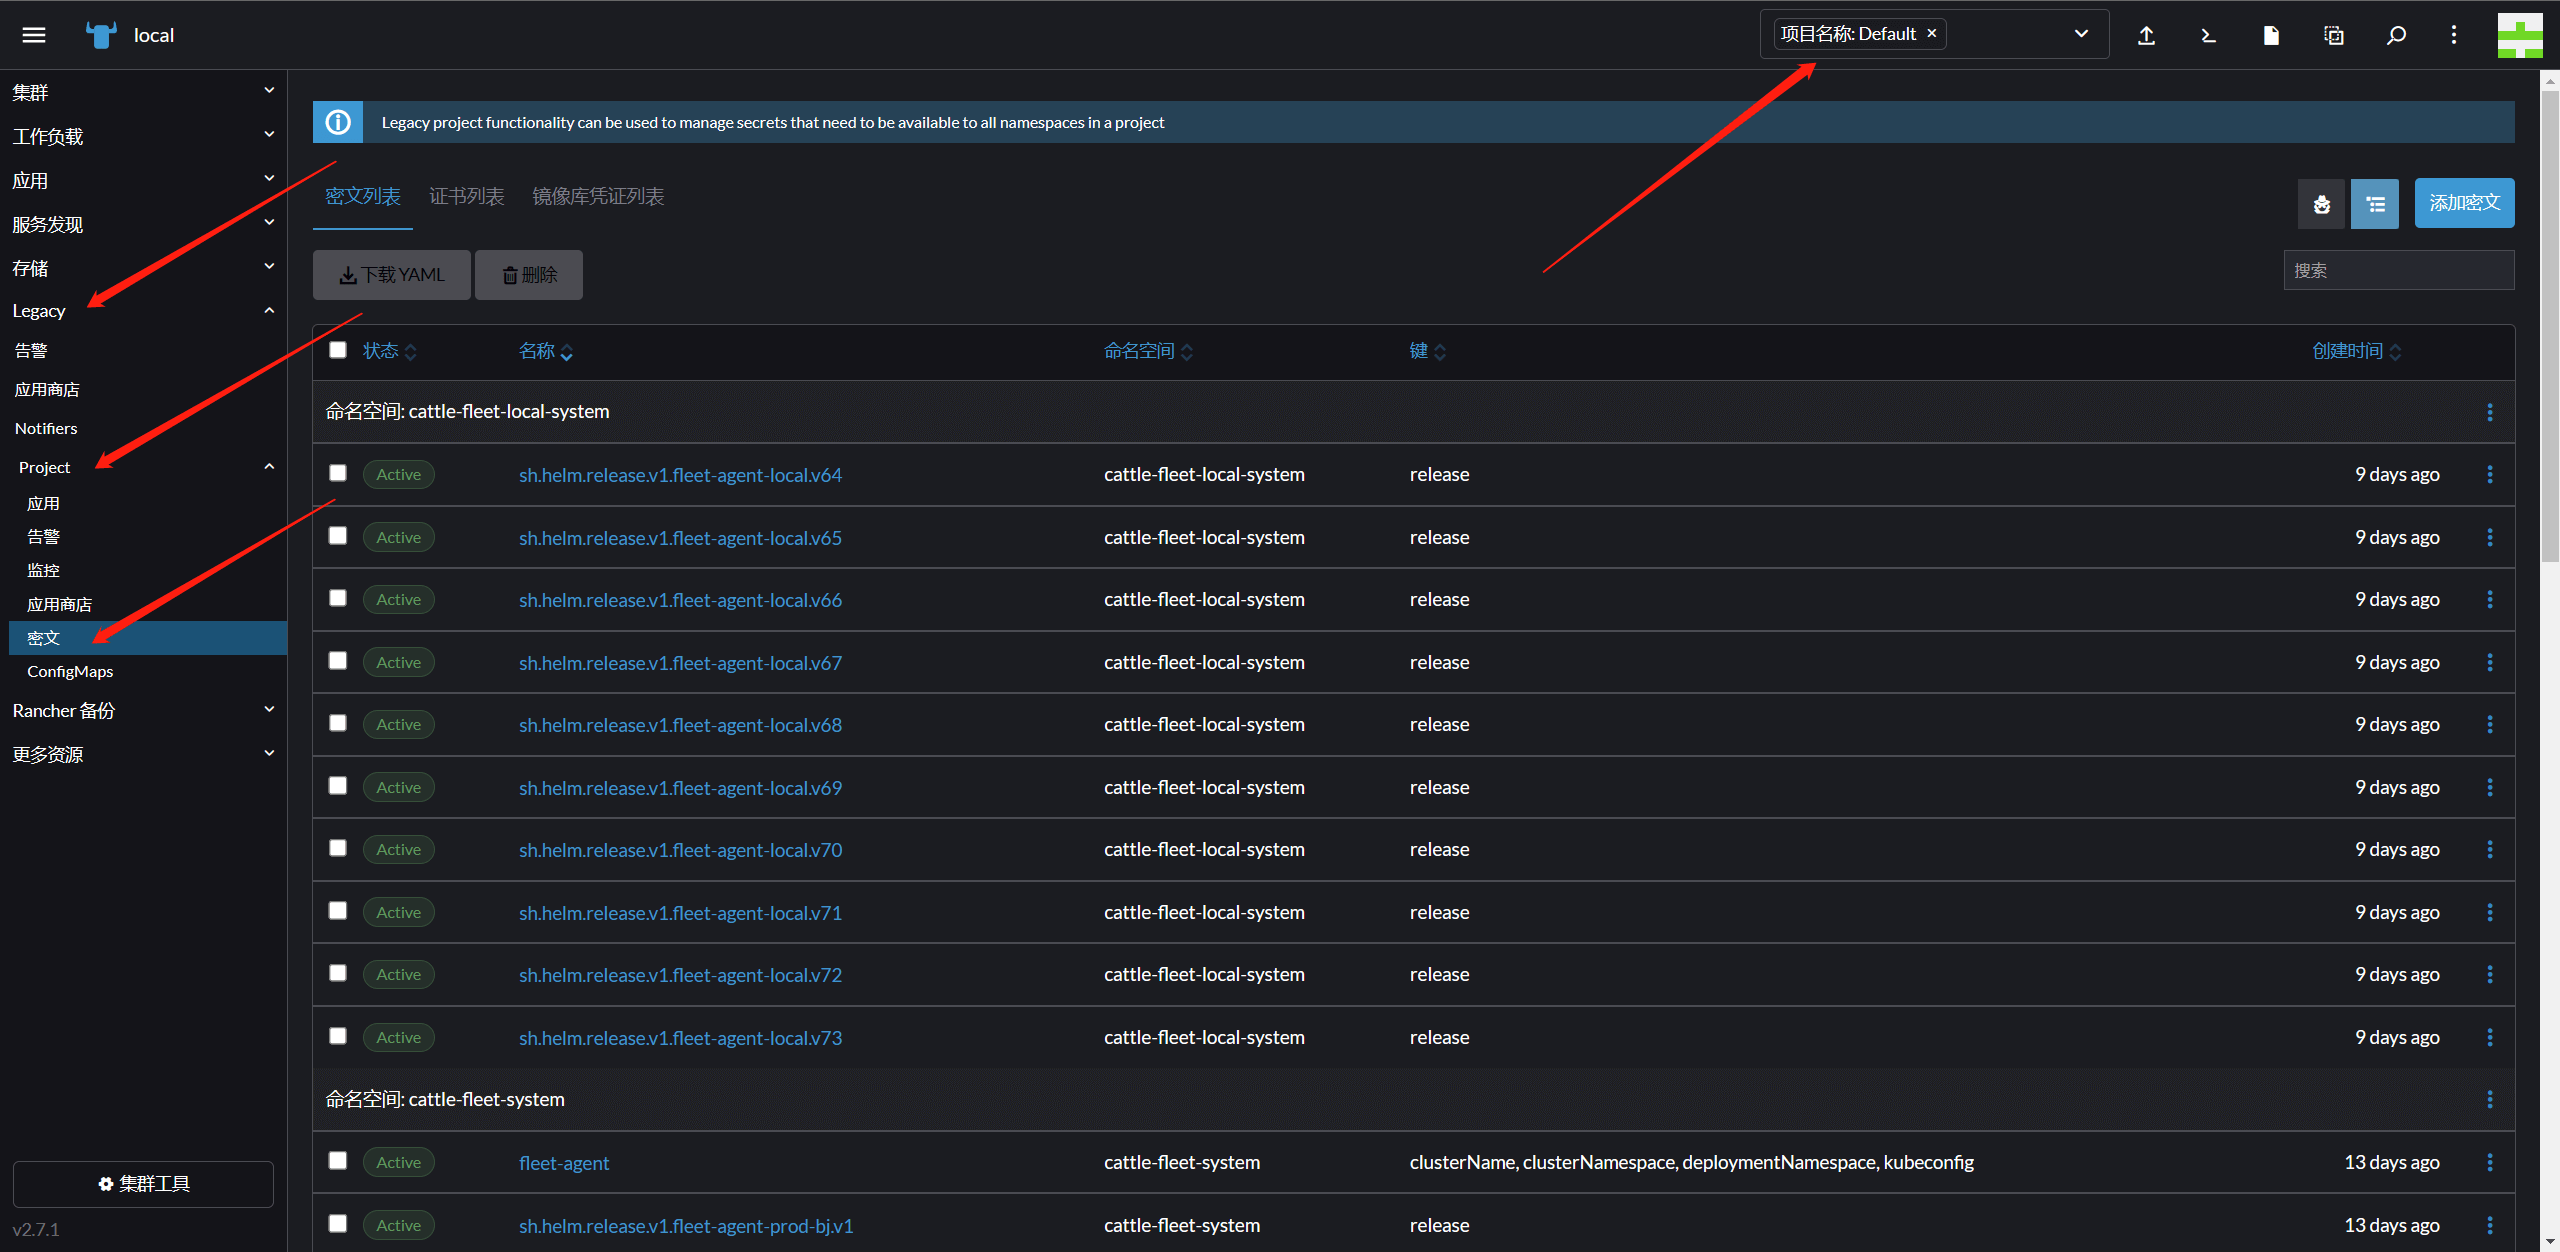 local
项目名称: Default ×
集群
工作负载
应用
服务发现
存储
Legacy
告警
应用商店
Notifiers
Project
应用
告警
监控
应用商店
密文
ConfigMaps
Rancher 备份
更多资源
集群工具
v2.7.1
Legacy project functionality can be used to manage secrets that need to be available to all namespaces in a project
密文列表 证书列表 镜像库凭证列表
添加密文
下载 YAML 删除
搜索
状态 名称 命名空间 键 创建时间
命名空间: cattle-fleet-local-system
Active sh.helm.release.v1.fleet-agent-local.v64 cattle-fleet-local-system release 9 days ago
Active sh.helm.release.v1.fleet-agent-local.v65 cattle-fleet-local-system release 9 days ago
Active sh.helm.release.v1.fleet-agent-local.v66 cattle-fleet-local-system release 9 days ago
Active sh.helm.release.v1.fleet-agent-local.v67 cattle-fleet-local-system release 9 days ago
Active sh.helm.release.v1.fleet-agent-local.v68 cattle-fleet-local-system release 9 days ago
Active sh.helm.release.v1.fleet-agent-local.v69 cattle-fleet-local-system release 9 days ago
Active sh.helm.release.v1.fleet-agent-local.v70 cattle-fleet-local-system release 9 days ago
Active sh.helm.release.v1.fleet-agent-local.v71 cattle-fleet-local-system release 9 days ago
Active sh.helm.release.v1.fleet-agent-local.v72 cattle-fleet-local-system release 9 days ago
Active sh.helm.release.v1.fleet-agent-local.v73 cattle-fleet-local-system release 9 days ago
命名空间: cattle-fleet-system
Active fleet-agent cattle-fleet-system clusterName, clusterNamespace, deploymentNamespace, kubeconfig 13 days ago
Active sh.helm.release.v1.fleet-agent-prod-bj.v1 cattle-fleet-system release 13 days ago